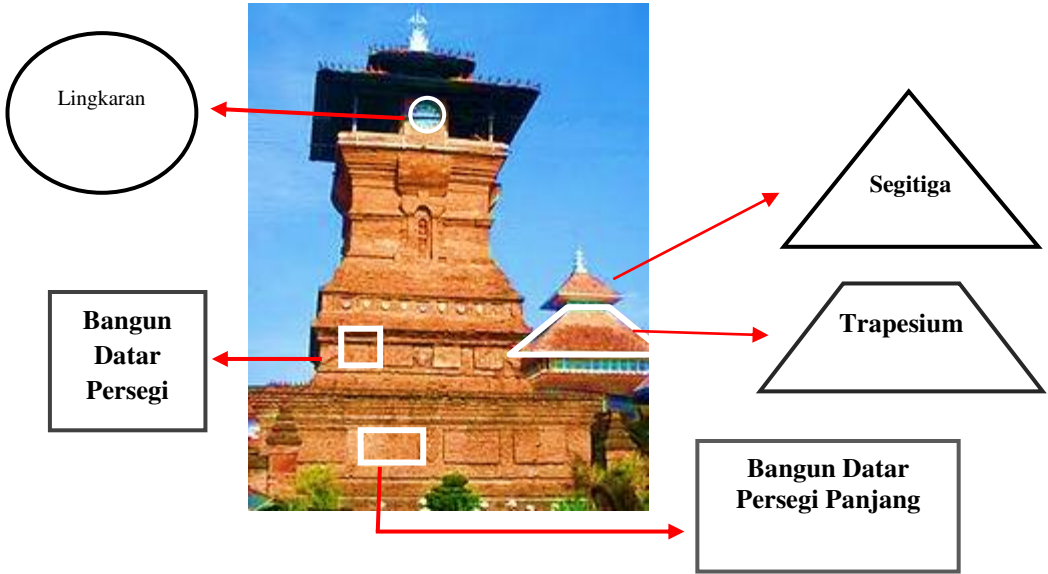 Lingkaran
Segitiga
Bangun
Datar
Persegi
Trapesium
Bangun Datar
Persegi Panjang